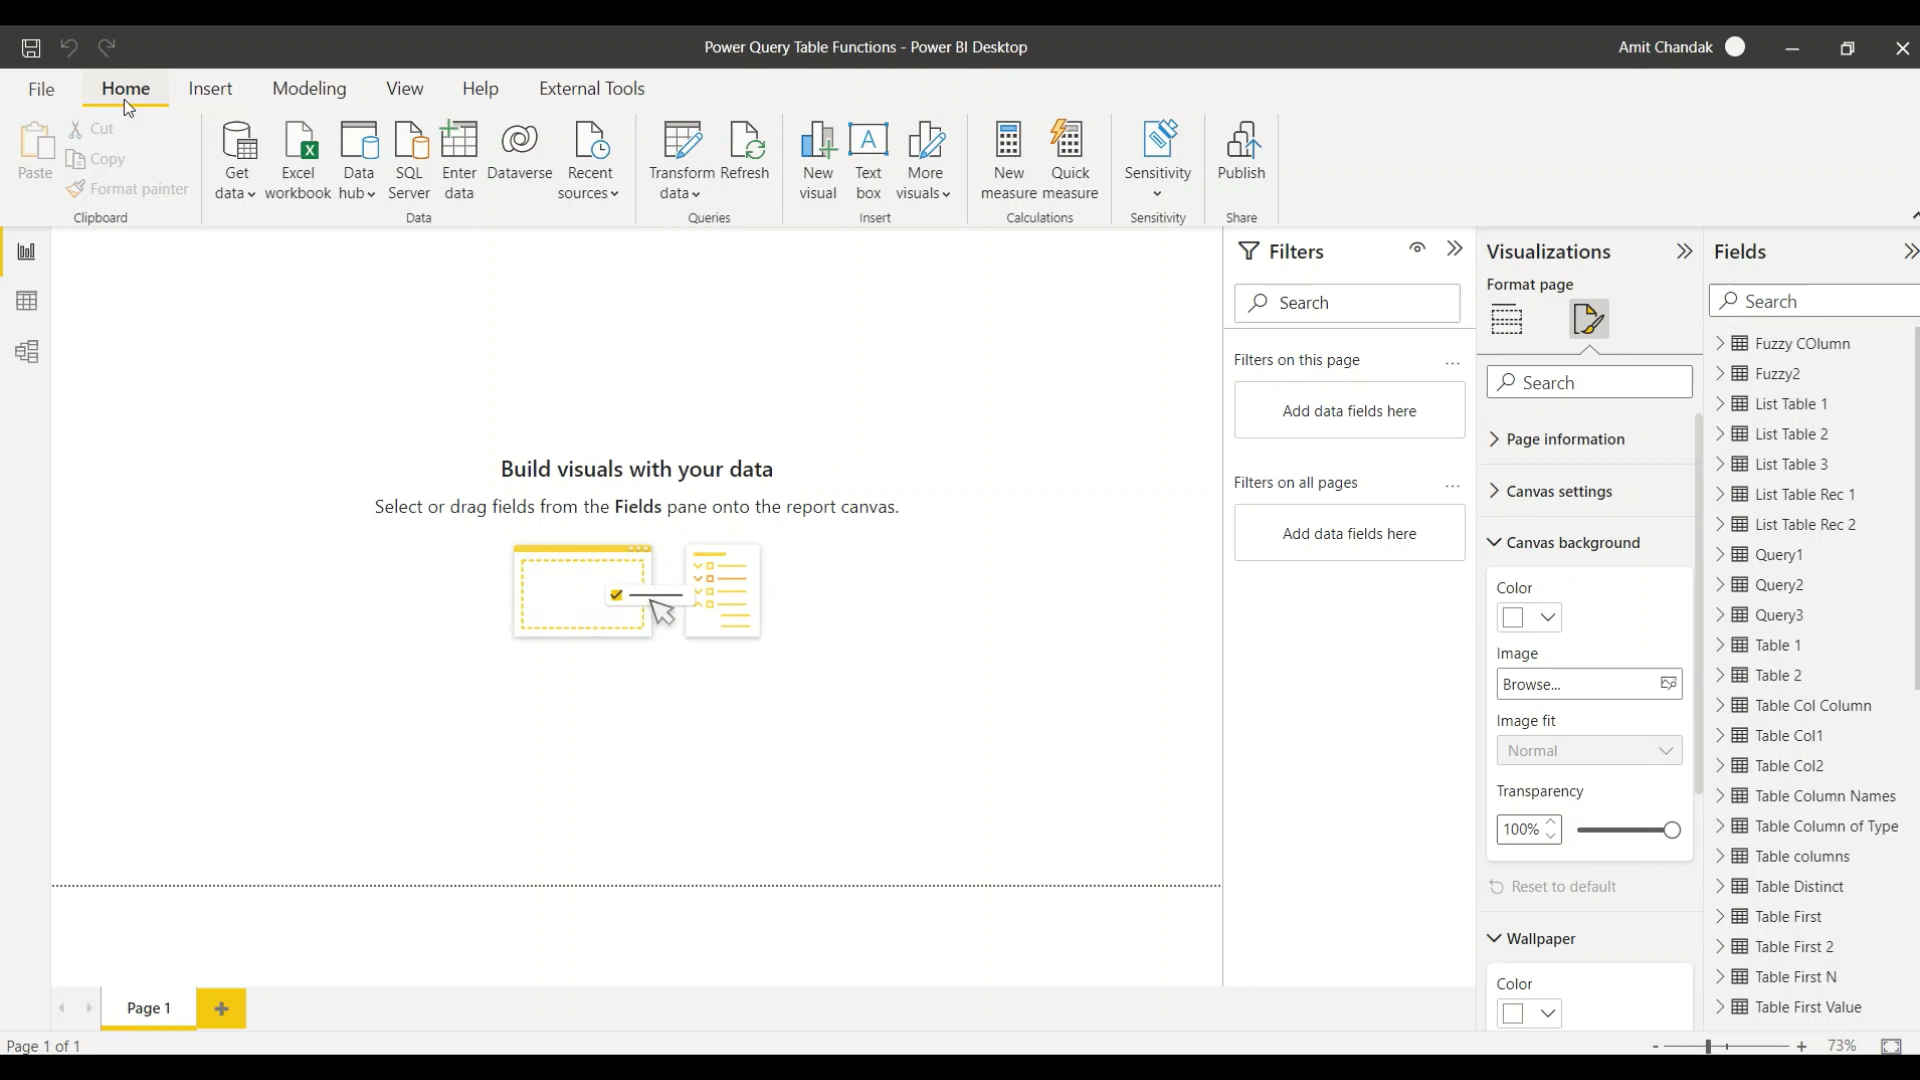 Power Query Table Functions - Power BI Desktop
Amit Chandak
File
Home
Insert
Modeling
View
Help
External Tools
Paste
Cut
Copy
Format painter
Clipboard
Get
data
Excel
workbook
Data
hub
SQL
Server
Enter
data
Dataverse
Recent
sources
Data
Transform
data
Refresh
Queries
New
visual
Text
box
More
visuals
Insert
New
measure
Quick
measure
Calculations
Sensitivity
Sensitivity
Publish
Share
Build visuals with your data
Select or drag fields from the Fields pane onto the report canvas.
Filters
Search
Filters on this page
...
Add data fields here
Filters on all pages
...
Add data fields here
Visualizations
Format page
Search
Page information
Canvas settings
Canvas background
Color
Image
Browse...
Image fit
Normal
Transparency
100%
Reset to default
Wallpaper
Color
Fields
Search
Fuzzy COlumn
Fuzzy2
List Table 1
List Table 2
List Table 3
List Table Rec 1
List Table Rec 2
Query1
Query2
Query3
Table 1
Table 2
Table Col Column
Table Col1
Table Col2
Table Column Names
Table Column of Type
Table columns
Table Distinct
Table First
Table First 2
Table First N
Table First Value
Page 1
Page 1 of 1
- + 73%